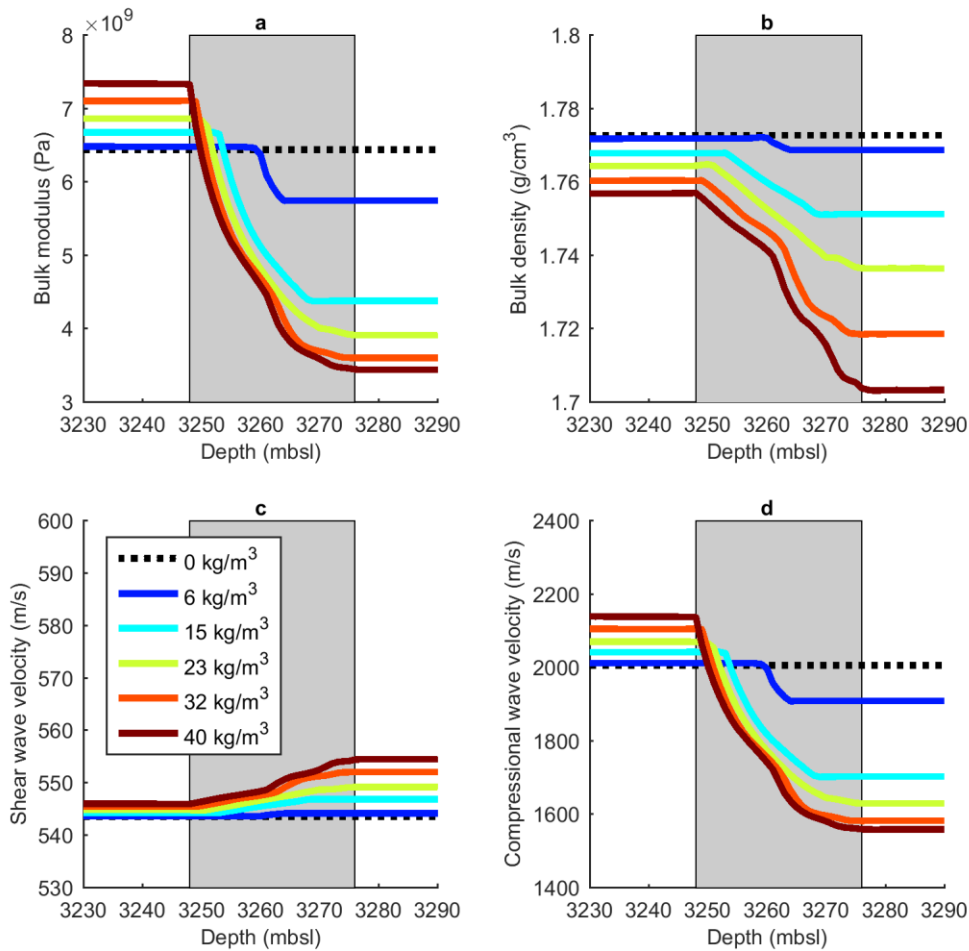 ×10⁹
a
8
7
6
5
4
3
Bulk modulus (Pa)
3230 3240 3250 3260 3270 3280 3290
Depth (mbsl)
b
1.8
1.78
1.76
1.74
1.72
1.7
Bulk density (g/cm³)
3230 3240 3250 3260 3270 3280 3290
Depth (mbsl)
c
600
590
580
570
560
550
540
530
Shear wave velocity (m/s)
0 kg/m³
6 kg/m³
15 kg/m³
23 kg/m³
32 kg/m³
40 kg/m³
3230 3240 3250 3260 3270 3280 3290
Depth (mbsl)
d
2400
2200
2000
1800
1600
1400
Compressional wave velocity (m/s)
3230 3240 3250 3260 3270 3280 3290
Depth (mbsl)